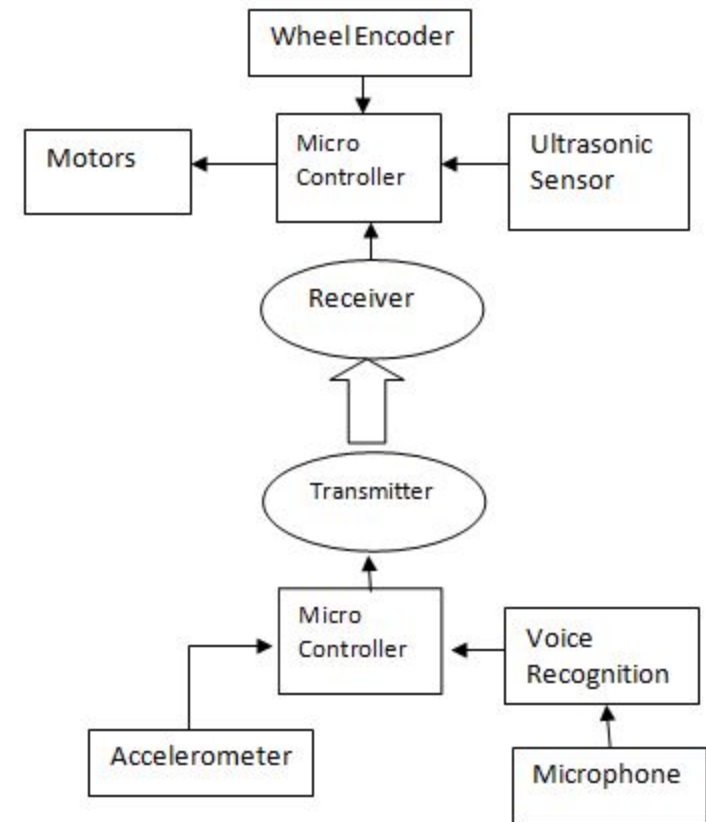 Wheel Encoder
Motors
Micro
Controller
Ultrasonic
Sensor
Receiver
Transmitter
Micro
Controller
Voice
Recognition
Accelerometer
Microphone